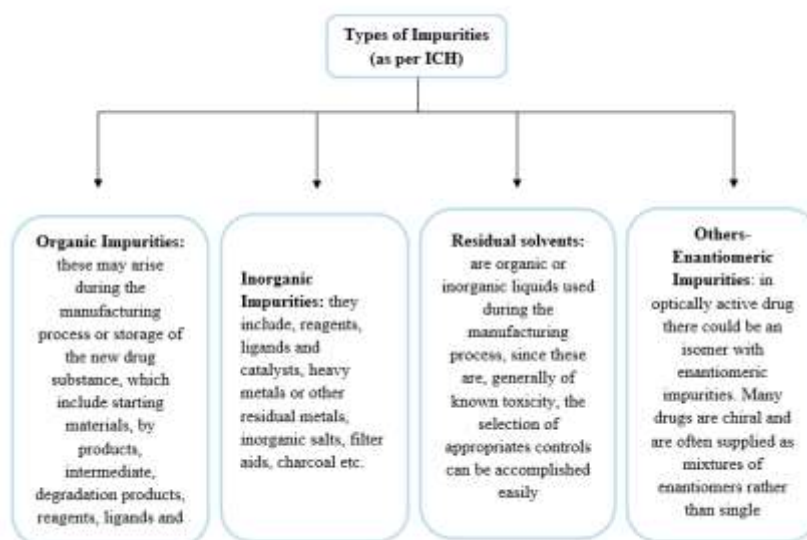 Types of Impurities
(as per ICH)
Organic Impurities:
these may arise
during the
manufacturing
process or storage of
the new drug
substance, which
include starting
materials, by
products,
intermediate,
degradation products,
reagents, ligands and
Inorganic
Impurities: they
include, reagents,
ligands and
catalysts, heavy
metals or other
residual metals,
inorganic salts, filter
aids, charcoal etc.
Residual solvents:
are organic or
inorganic liquids used
during the
manufacturing
process, since these
are, generally of
known toxicity, the
selection of
appropriates controls
can be accomplished
easily
Others-
Enantiomeric
Impurities: in
optically active drug
there could be an
isomer with
enantiomeric
impurities. Many
drugs are chiral and
are often supplied as
mixtures of
enantiomers rather
than single